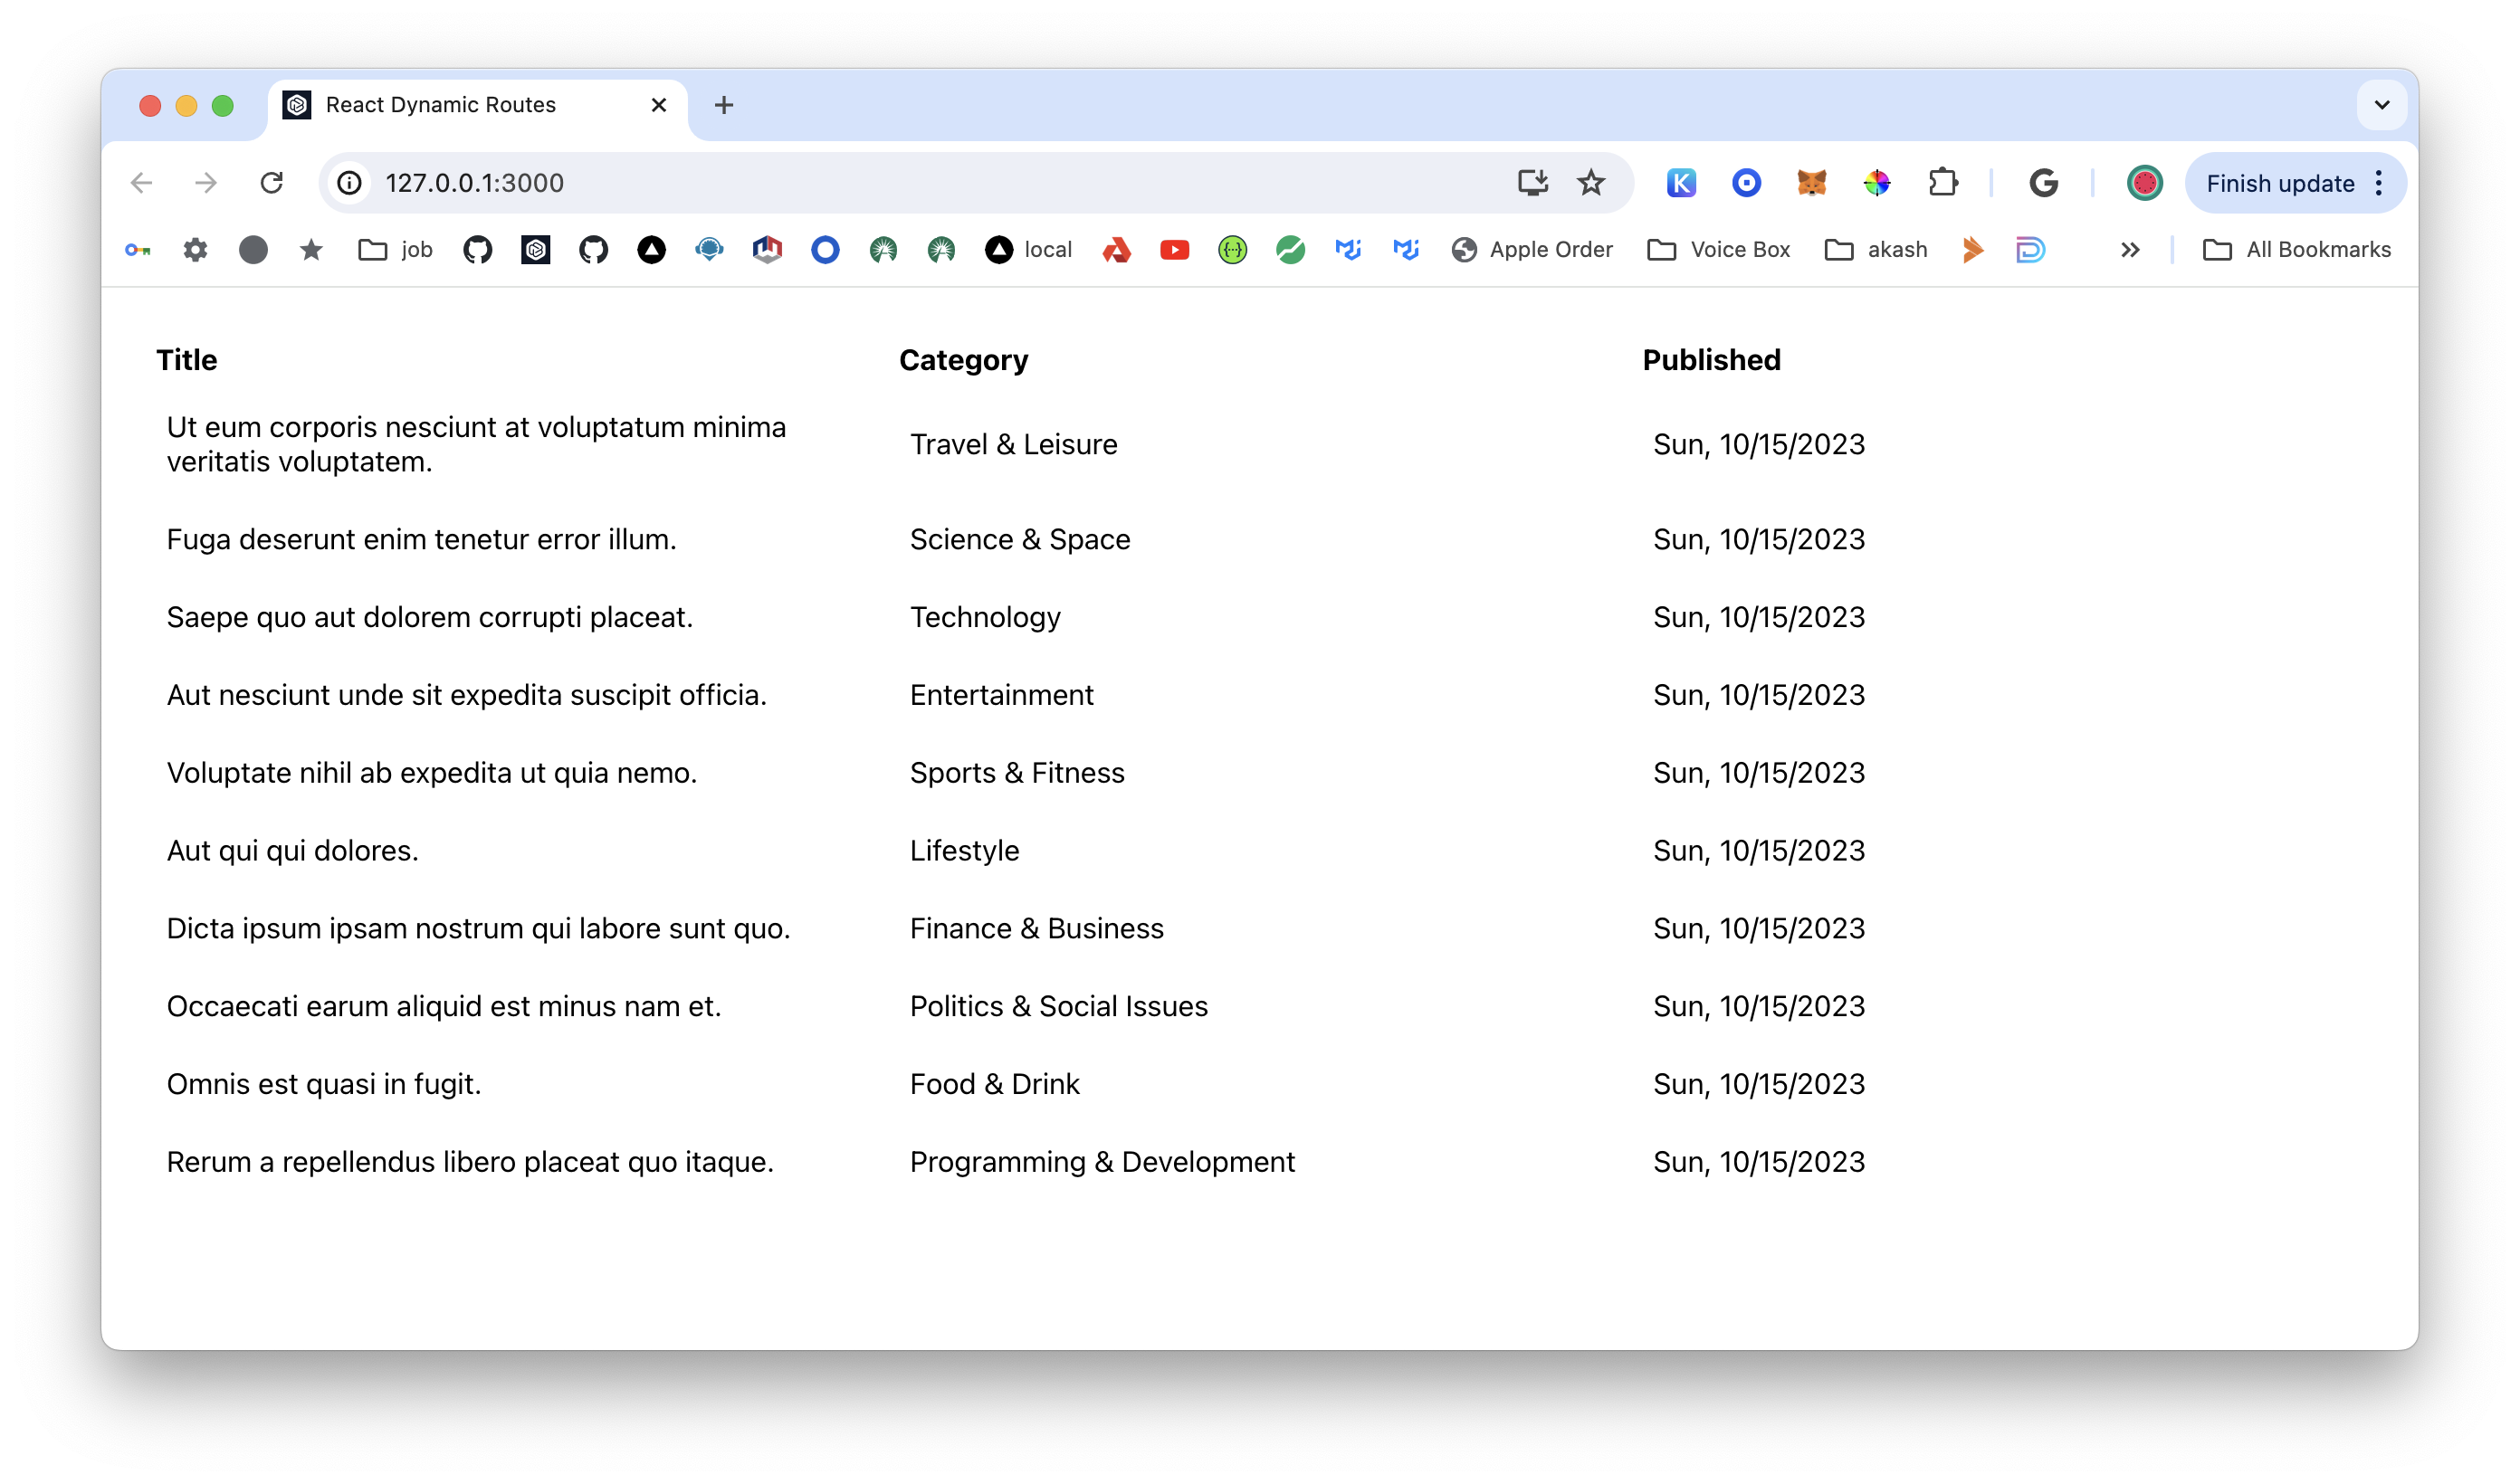 React Dynamic Routes
127.0.0.1:3000
Finish update
job
local
Apple Order
Voice Box
akash
All Bookmarks
Title Category Published
Ut eum corporis nesciunt at voluptatum minima
veritatis voluptatem.
Travel & Leisure Sun, 10/15/2023
Fuga deserunt enim tenetur error illum. Science & Space Sun, 10/15/2023
Saepe quo aut dolorem corrupti placeat. Technology Sun, 10/15/2023
Aut nesciunt unde sit expedita suscipit officia. Entertainment Sun, 10/15/2023
Voluptate nihil ab expedita ut quia nemo. Sports & Fitness Sun, 10/15/2023
Aut qui qui dolores. Lifestyle Sun, 10/15/2023
Dicta ipsum ipsam nostrum qui labore sunt quo. Finance & Business Sun, 10/15/2023
Occaecati earum aliquid est minus nam et. Politics & Social Issues Sun, 10/15/2023
Omnis est quasi in fugit. Food & Drink Sun, 10/15/2023
Rerum a repellendus libero placeat quo itaque. Programming & Development Sun, 10/15/2023